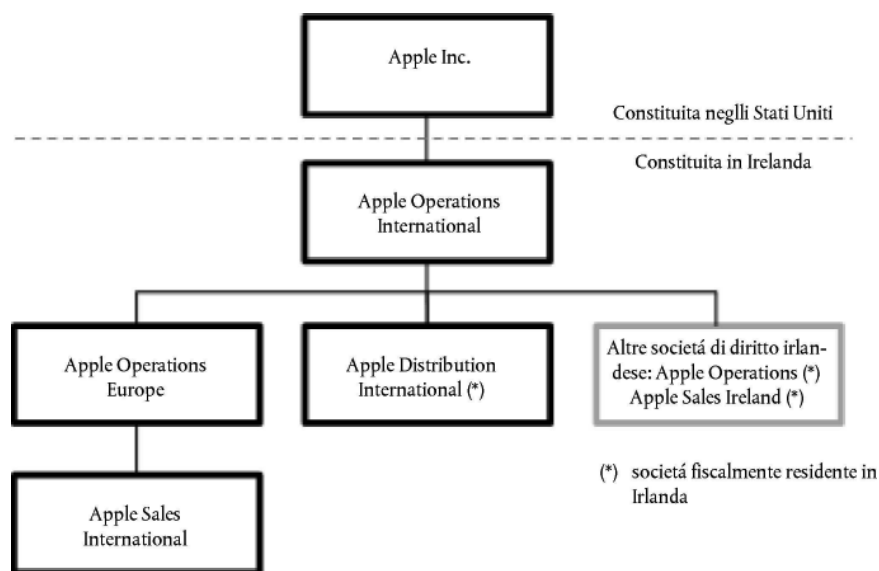 Apple Inc.
Constituita neglli Stati Uniti
Constituita in Irelanda
Apple Operations
International
Apple Operations
Europe
Apple Distribution
International (*)
Altre societá di diritto irlan-
dese: Apple Operations (*)
Apple Sales Ireland (*)
Apple Sales
International
(*) societá fiscalmente residente in
Irlanda